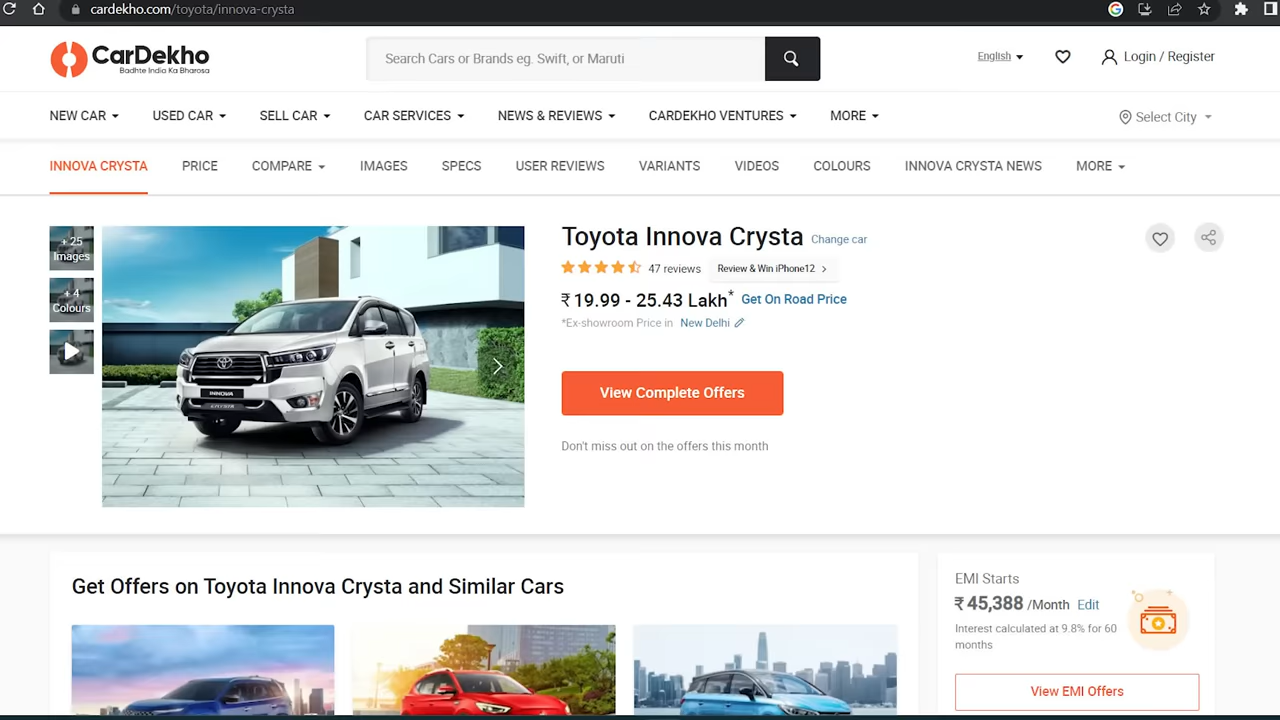 cardekho.com/toyota/innova-crysta
CarDekho
Badhte India Ka Bharosa
Search Cars or Brands eg. Swift, or Maruti
English
Login / Register
NEW CAR
USED CAR
SELL CAR
CAR SERVICES
NEWS & REVIEWS
CARDEKHO VENTURES
MORE
Select City
INNOVA CRYSTA
PRICE
COMPARE
IMAGES
SPECS
USER REVIEWS
VARIANTS
VIDEOS
COLOURS
INNOVA CRYSTA NEWS
MORE
+ 25
Images
+ 4
Colours
INNOVA
CRYSTA
Toyota Innova Crysta Change car
47 reviews Review & Win iPhone12 >
₹ 19.99 - 25.43 Lakh* Get On Road Price
*Ex-showroom Price in New Delhi
View Complete Offers
Don't miss out on the offers this month
Get Offers on Toyota Innova Crysta and Similar Cars
EMI Starts
₹ 45,388 /Month Edit
Interest calculated at 9.8% for 60
months
View EMI Offers